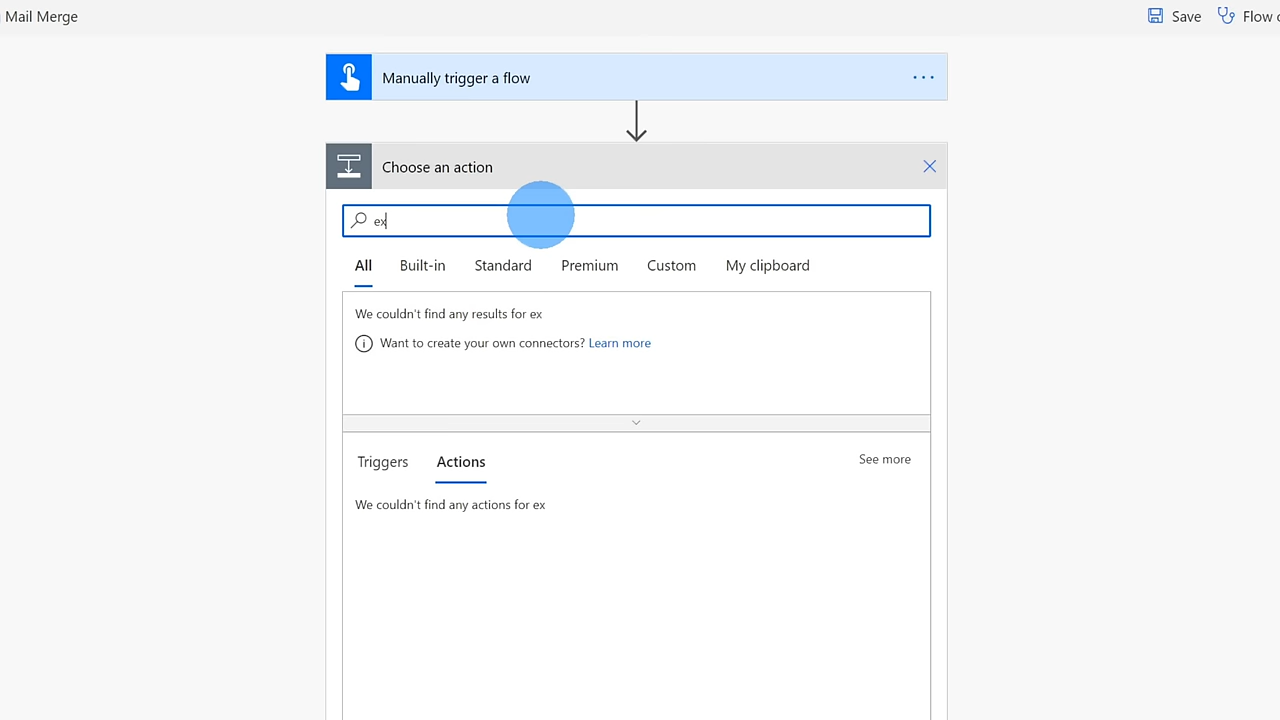 Mail Merge
Save
Flow
Manually trigger a flow
Choose an action
ex
All Built-in Standard Premium Custom My clipboard
We couldn't find any results for ex
Want to create your own connectors? Learn more
Triggers Actions See more
We couldn't find any actions for ex